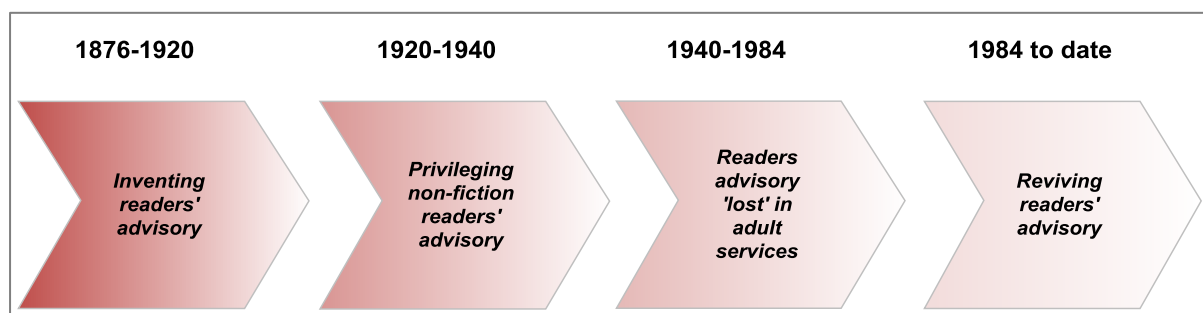 1876-1920
1920-1940
1940-1984
1984 to date
Inventing
readers'
advisory
Privileging
non-fiction
readers'
advisory
Readers
advisory
'lost' in
adult
services
Reviving
readers'
advisory